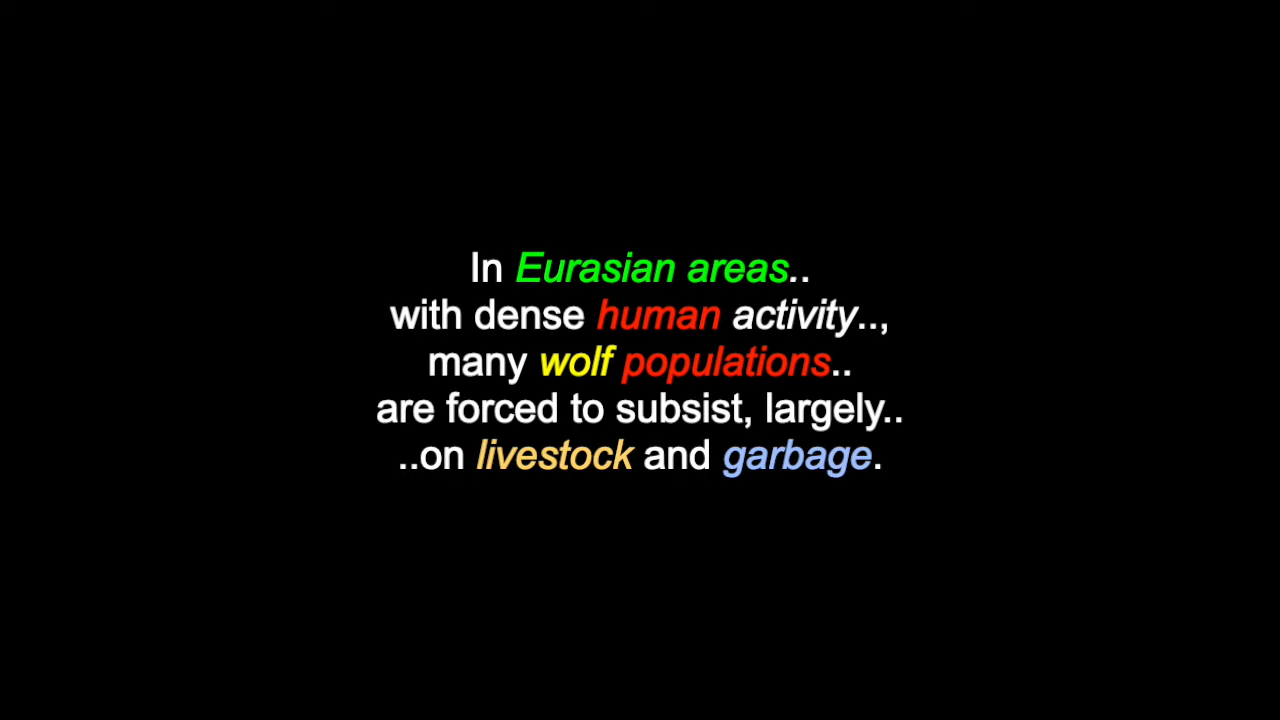 In Eurasian areas..
with dense human activity..,
many wolf populations..
are forced to subsist, largely..
..on livestock and garbage.